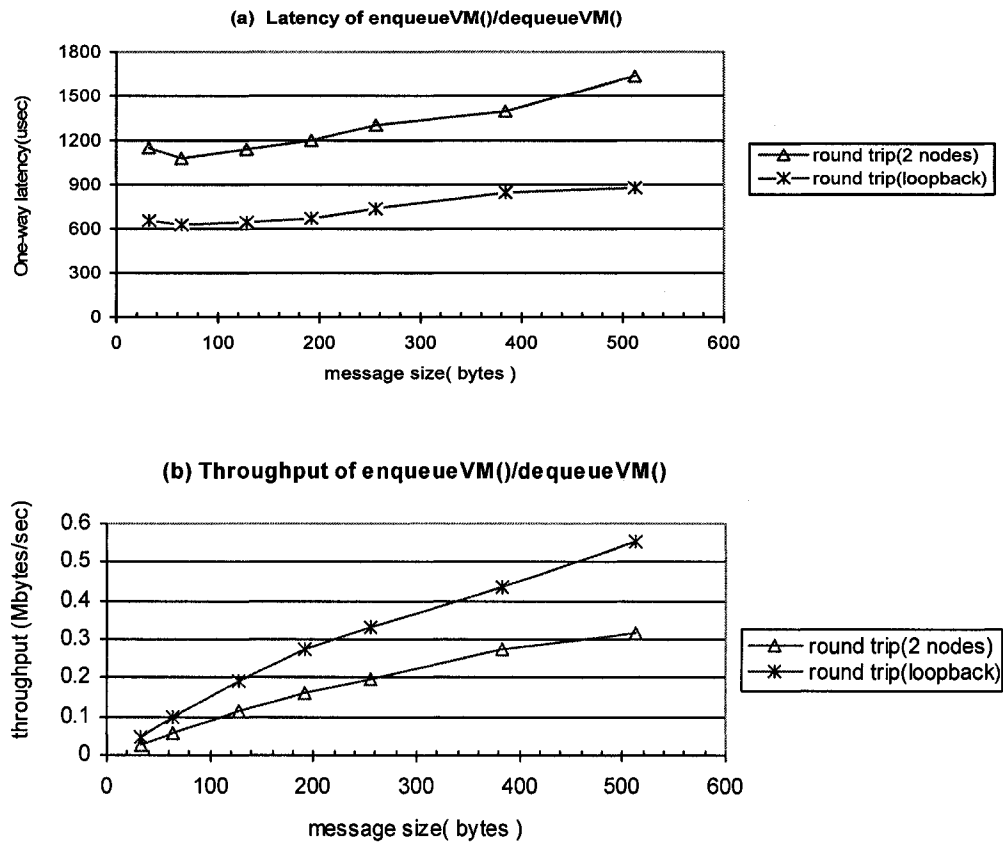 (a) Latency of enqueueVM()/dequeueVM()
1800
1500
1200
900
600
300
0
One-way latency(usec)
0 100 200 300 400 500 600
message size( bytes )
round trip(2 nodes)
round trip(loopback)
(b) Throughput of enqueueVM()/dequeueVM()
0.6
0.5
0.4
0.3
0.2
0.1
0
throughput (Mbytes/sec)
0 100 200 300 400 500 600
message size( bytes )
round trip(2 nodes)
round trip(loopback)